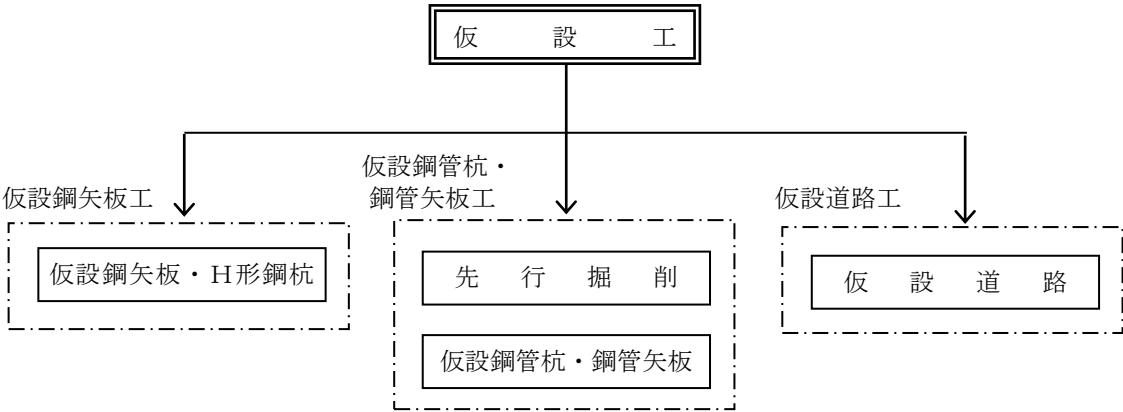 仮設工
仮設鋼矢板工
仮設鋼矢板・H形鋼杭
仮設鋼管杭・
鋼管矢板工
先行掘削
仮設鋼管杭・鋼管矢板
仮設道路工
仮設道路